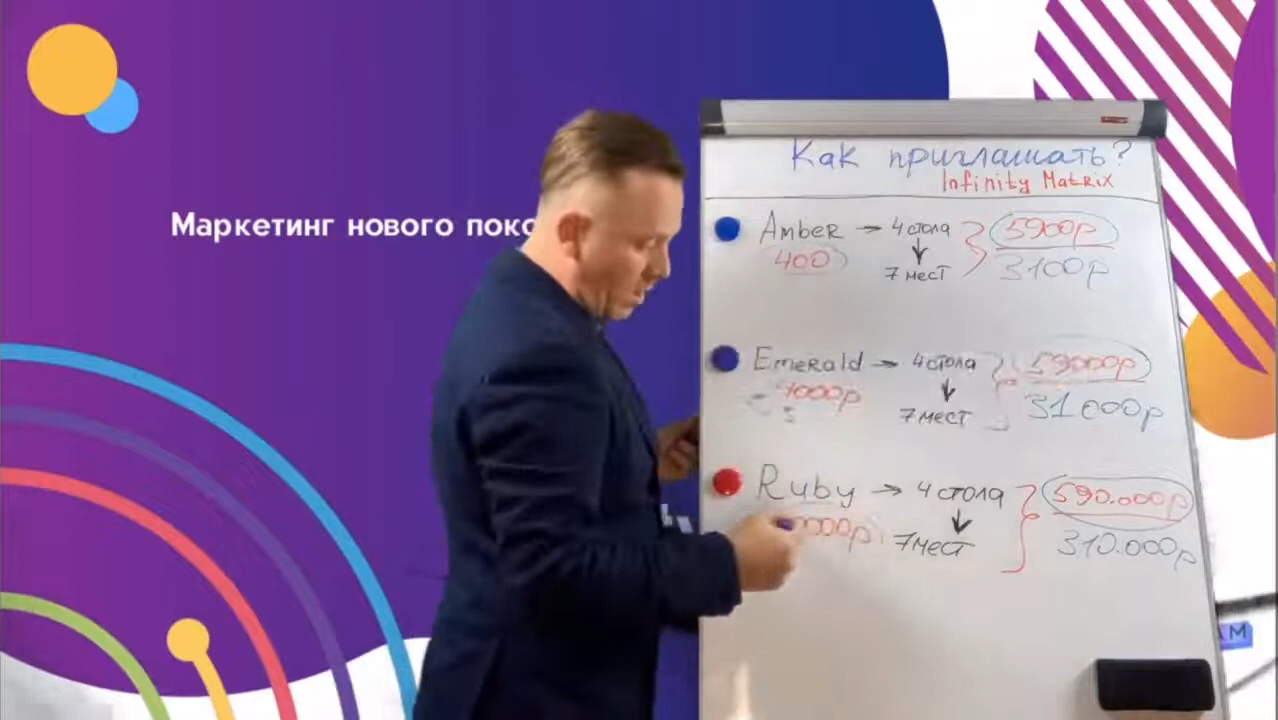 Маркетинг нового
Как приглашать?
Infinity Matrix
Amber → 4 стола
400
7 мест
5900р
3100р
Emerald → 4 стола
4000р
7 мест
59000р
31000р
Ruby → 4 стола
7 мест
590.000р
310.000р